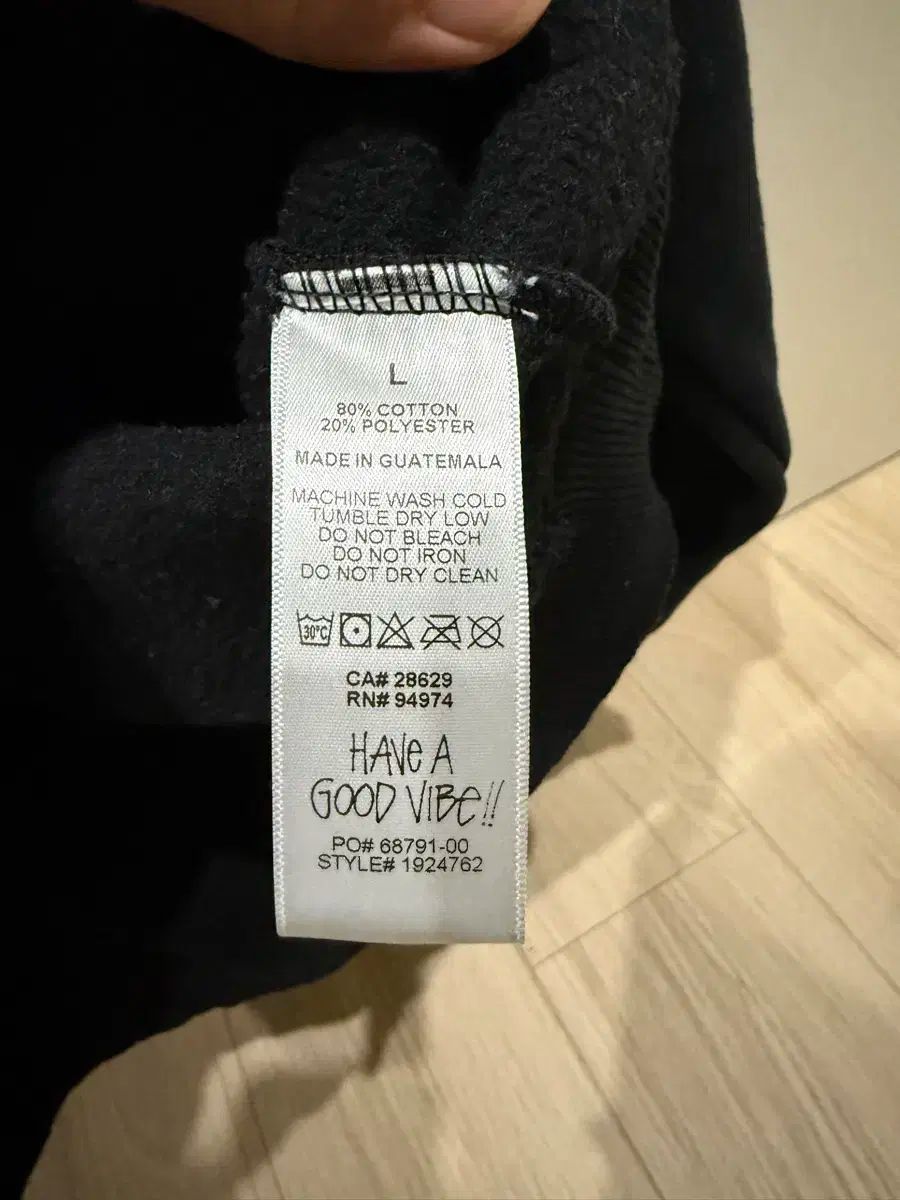 L
80% COTTON
20% POLYESTER
MADE IN GUATEMALA
MACHINE WASH COLD
TUMBLE DRY LOW
DO NOT BLEACH
DO NOT IRON
DO NOT DRY CLEAN
30°C
CA# 28629
RN# 94974
HAVE A
GOOD VIBE!!
PO# 68791-00
STYLE# 1924762